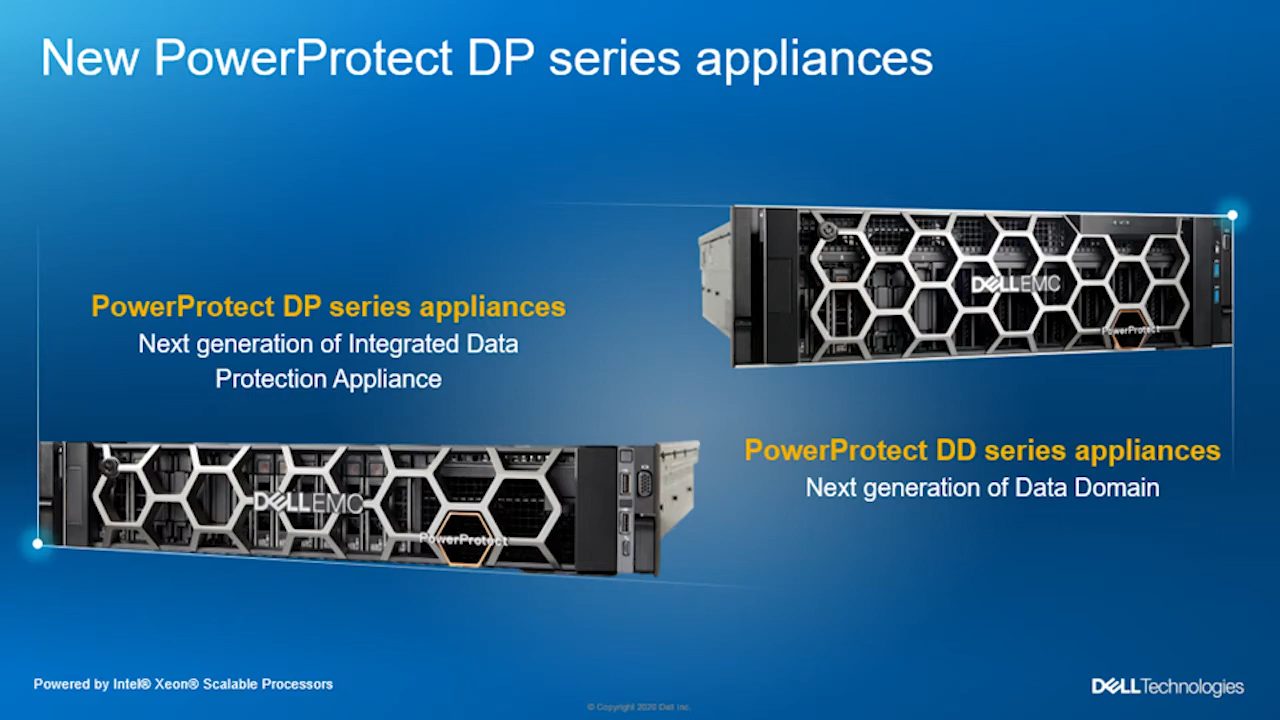 New PowerProtect DP series appliances
PowerProtect DP series appliances
Next generation of Integrated Data
Protection Appliance
DELLEMC
PowerProtect
PowerProtect DD series appliances
Next generation of Data Domain
DELLEMC
PowerProtect
Powered by Intel® Xeon® Scalable Processors
DELLTechnologies
© Copyright 2020 Dell Inc.